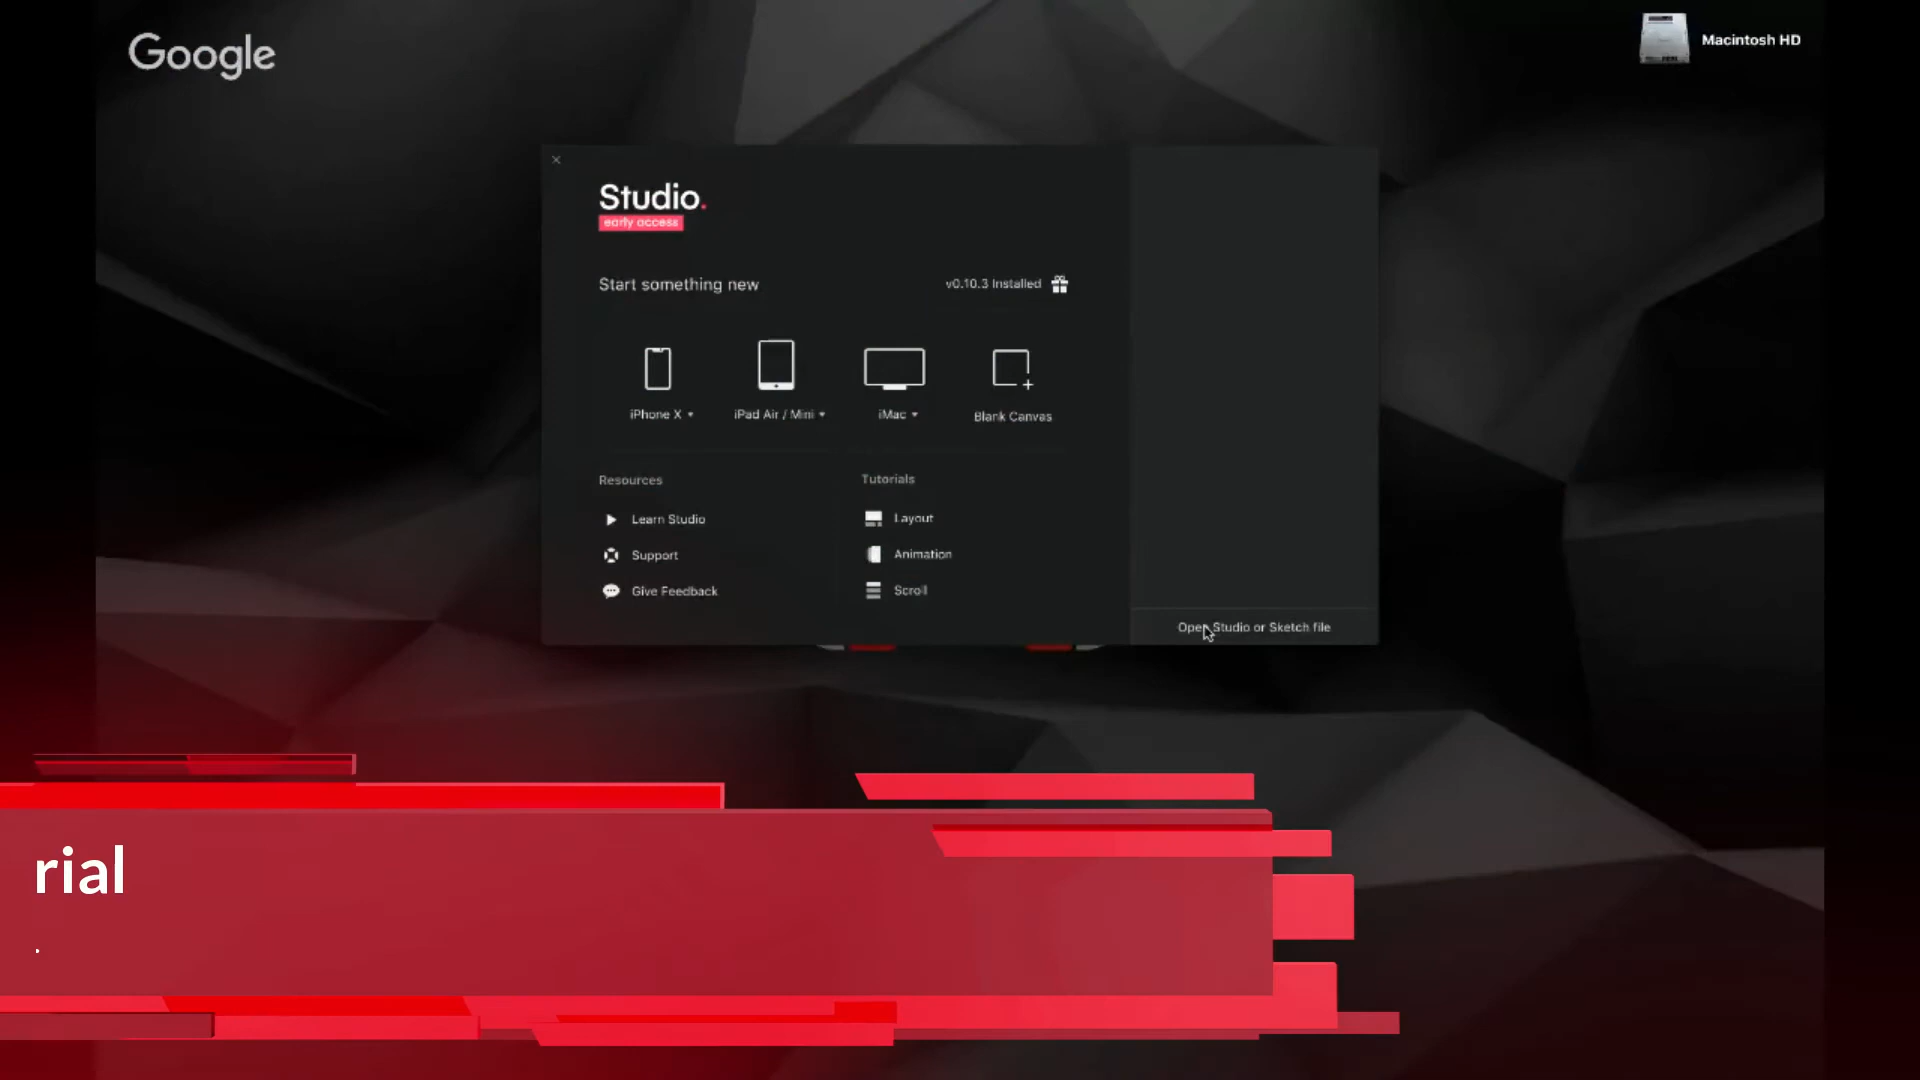 Google
Macintosh HD
Studio.
early access
Start something new
v0.10.3 Installed
iPhone X
iPad Air / Mini
iMac
Blank Canvas
Resources
Tutorials
Learn Studio
Layout
Support
Animation
Give Feedback
Scroll
Open Studio or Sketch file
rial
.